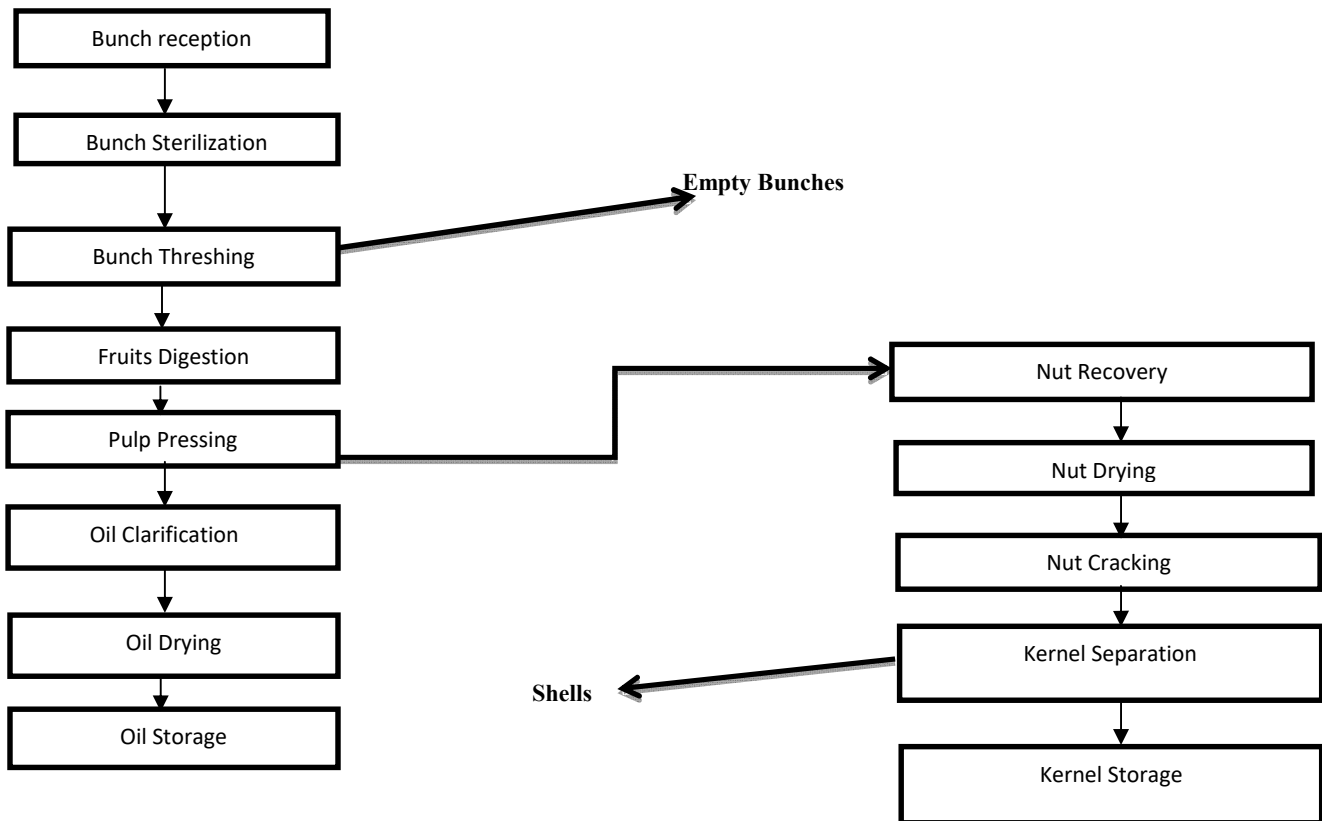 Bunch reception
Bunch Sterilization
Empty Bunches
Bunch Threshing
Fruits Digestion
Pulp Pressing
Oil Clarification
Oil Drying
Oil Storage
Nut Recovery
Nut Drying
Nut Cracking
Kernel Separation
Shells
Kernel Storage